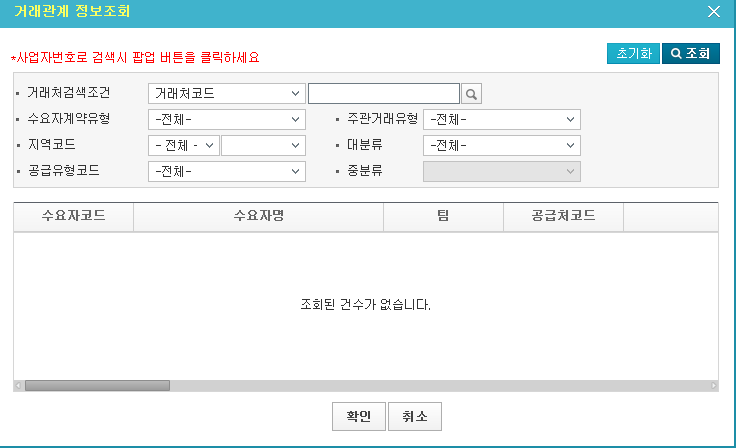 거래관계 정보조회
*사업자번호로 검색시 팝업 버튼을 클릭하세요
초기화 조회
거래처검색조건 거래처코드
수요자계약유형 -전체- 주관거래유형 -전체-
지역코드 - 전체 - 대분류 -전체-
공급유형코드 -전체- 중분류
수요자코드 수요자명 팀 공급처코드
조회된 건수가 없습니다.
확인 취소